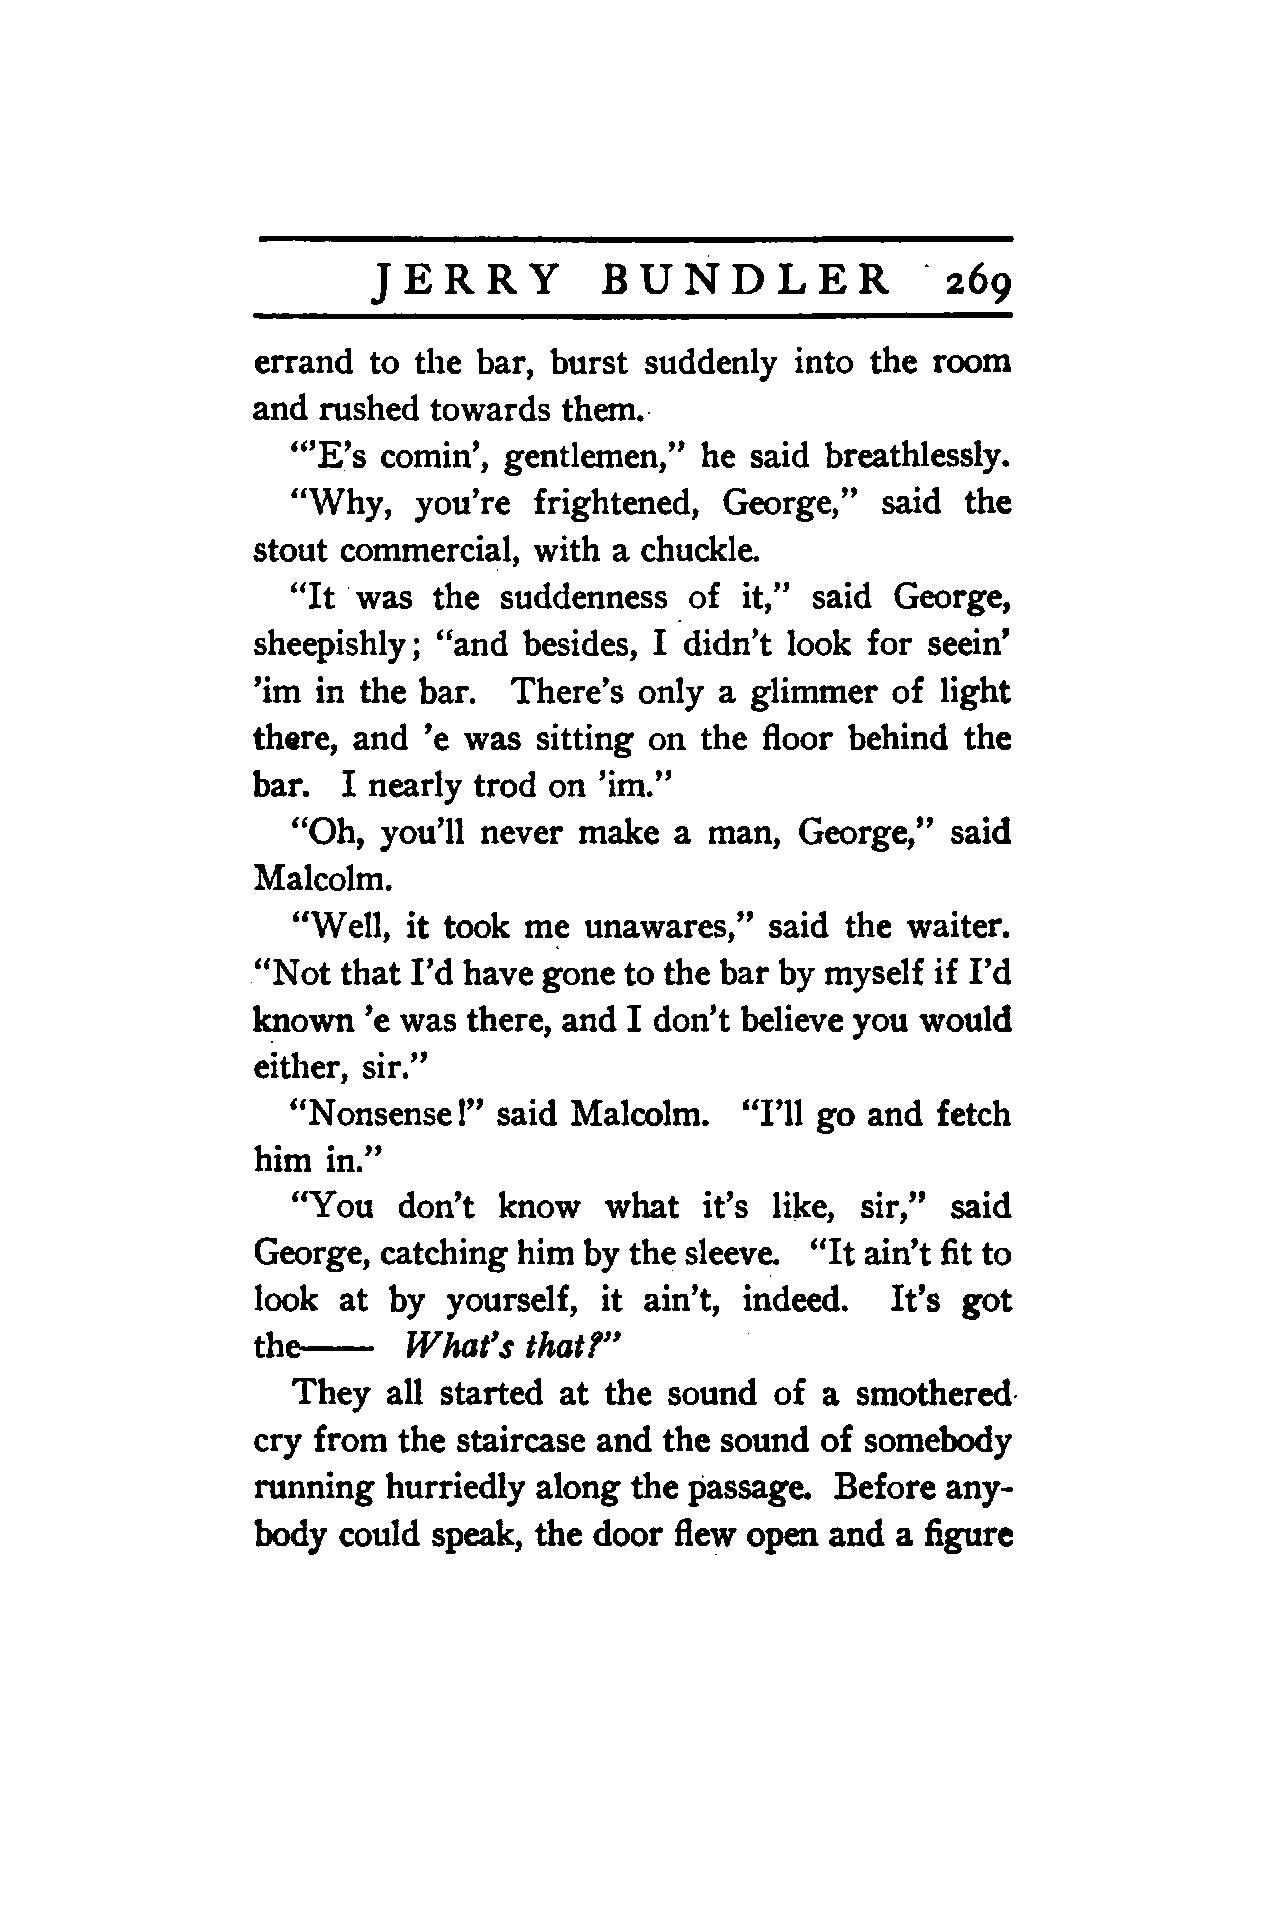 JERRY BUNDLER 269
errand to the bar, burst suddenly into the room
and rushed towards them.
“’E’s comin’, gentlemen,” he said breathlessly.
“Why, you’re frightened, George,” said the
stout commercial, with a chuckle.
“It was the suddenness of it,” said George,
sheepishly; “and besides, I didn’t look for seein’
’im in the bar. There’s only a glimmer of light
there, and ’e was sitting on the floor behind the
bar. I nearly trod on ’im.”
“Oh, you’ll never make a man, George,” said
Malcolm.
“Well, it took me unawares,” said the waiter.
“Not that I’d have gone to the bar by myself if I’d
known ’e was there, and I don’t believe you would
either, sir.”
“Nonsense!” said Malcolm. “I’ll go and fetch
him in.”
“You don’t know what it’s like, sir,” said
George, catching him by the sleeve. “It ain’t fit to
look at by yourself, it ain’t, indeed. It’s got
the—— What’s that?”
They all started at the sound of a smothered
cry from the staircase and the sound of somebody
running hurriedly along the passage. Before any-
body could speak, the door flew open and a figure